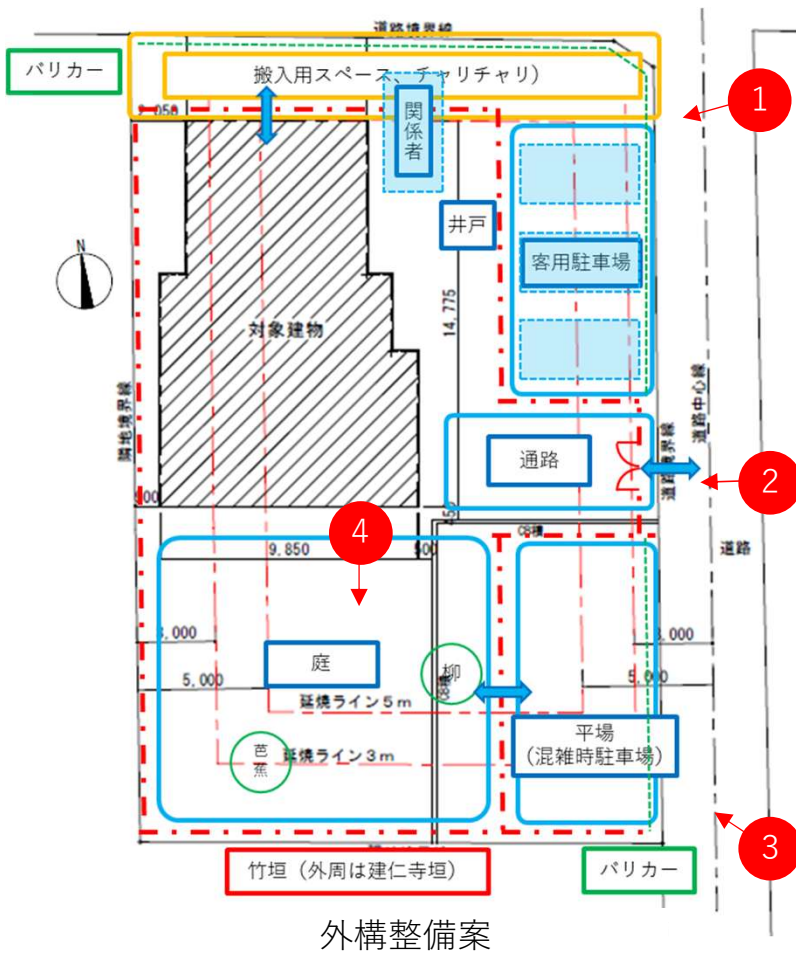 道路境界線
バリカー
搬入用スペース、チャリチャリ)
1
2,050
関係者
N
井戸
客用駐車場
14,775
対象建物
隣地境界線
道路中心線
道路境界線
通路
2
450
CB積
道路
4
9,850
500
3,000
3,000
庭
柳
CB積
5,000
5,000
延焼ライン5m
平場
(混雑時駐車場)
芭蕉
延焼ライン3m
3
竹垣(外周は建仁寺垣)
バリカー
外構整備案